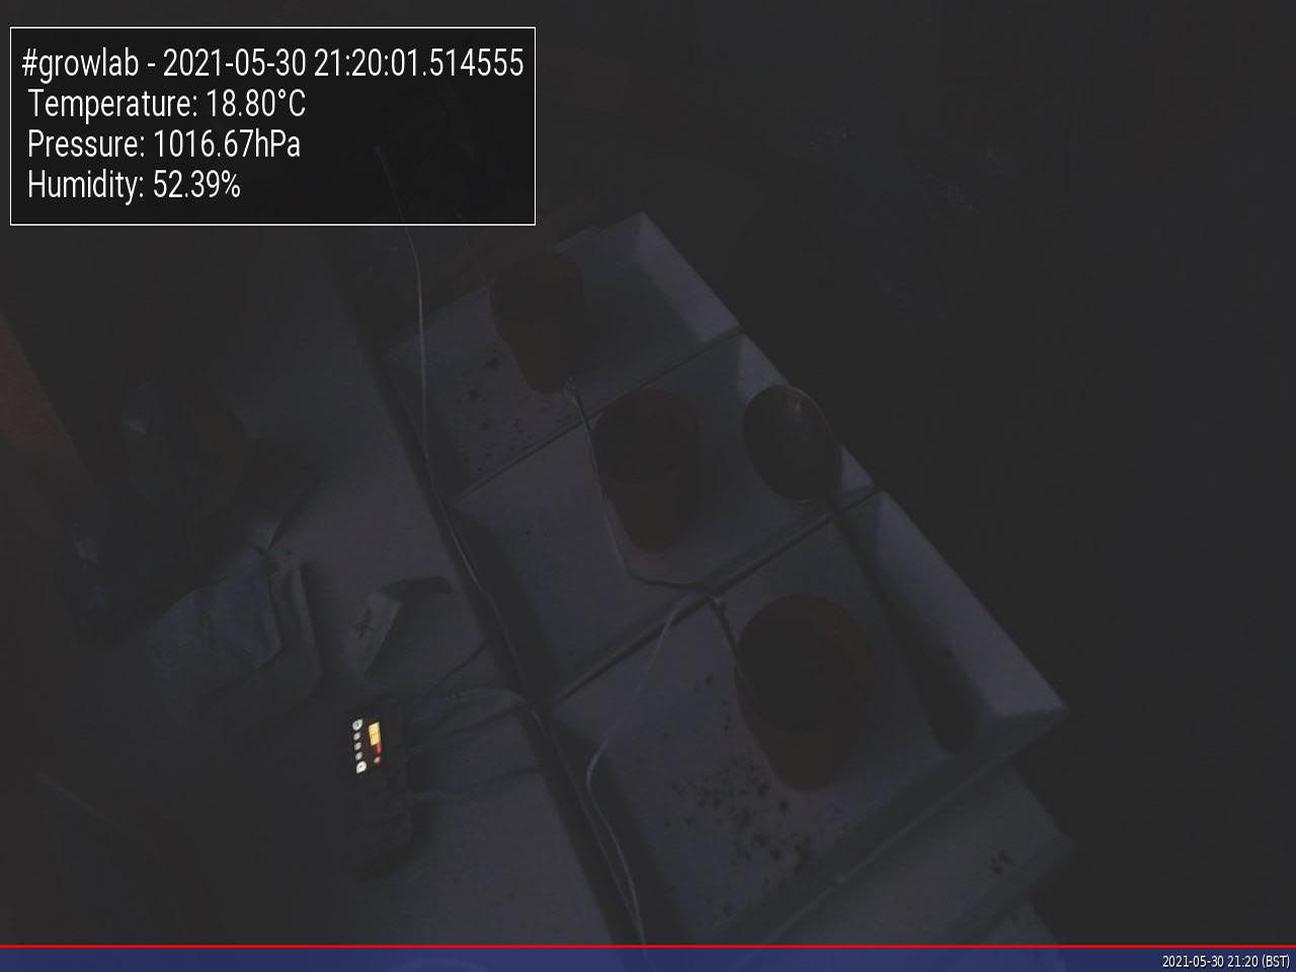 #growlab - 2021-05-30 21:20:01.514555
Temperature: 18.80°C
Pressure: 1016.67hPa
Humidity: 52.39%
2021-05-30 21:20 (BST)